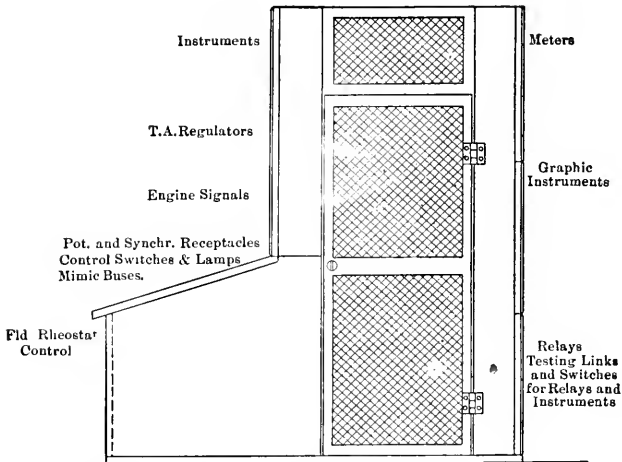 Instruments
T.A.Regulators
Engine Signals
Pot. and Synchr. Receptacles
Control Switches & Lamps
Mimic Buses.
Fld Rheostat
Control
Meters
Graphic
Instruments
Relays
Testing Links
and Switches
for Relays and
Instruments